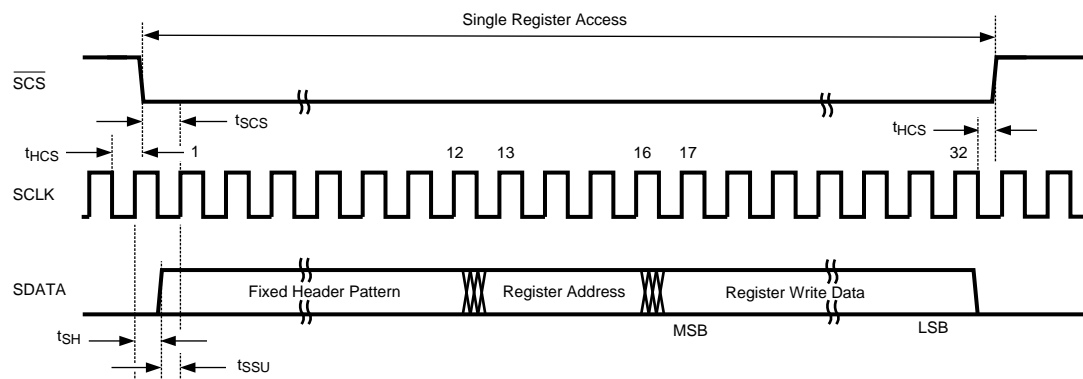 Single Register Access
SCS
tSCS
tHCS
tHCS
1
12
13
16
17
32
SCLK
SDATA
Fixed Header Pattern
Register Address
Register Write Data
MSB
LSB
tSH
tSSU